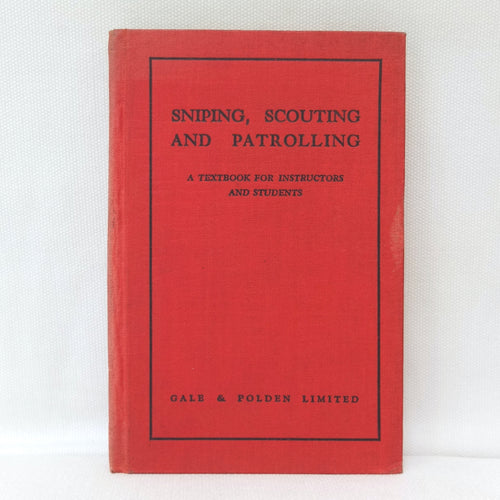 SNIPING, SCOUTING
AND PATROLLING
A TEXTBOOK FOR INSTRUCTORS
AND STUDENTS
GALE & POLDEN LIMITED